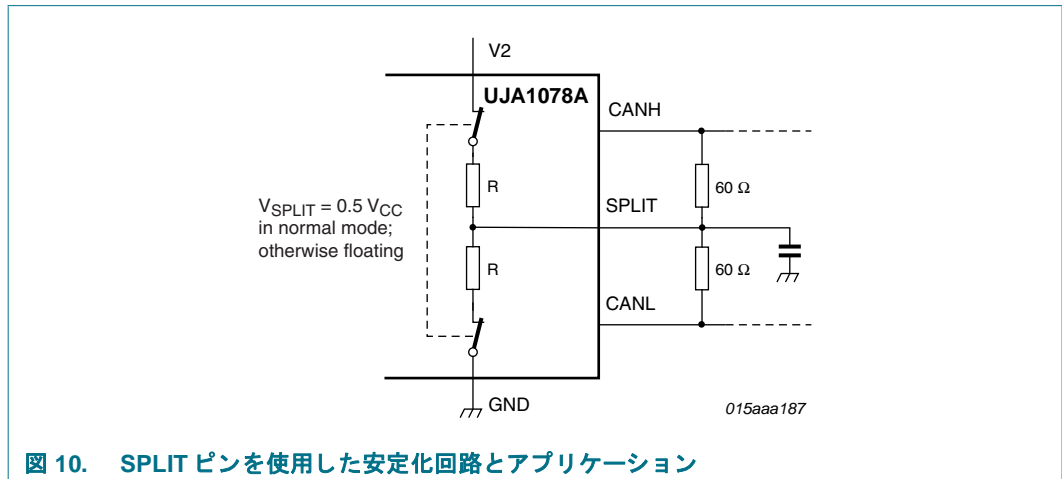 V2
UJA1078A
CANH
R
60 Ω
V_SPLIT = 0.5 V_CC
in normal mode;
otherwise floating
SPLIT
R
60 Ω
CANL
GND
015aaa187
図 10. SPLIT ピンを使用した安定化回路とアプリケーション